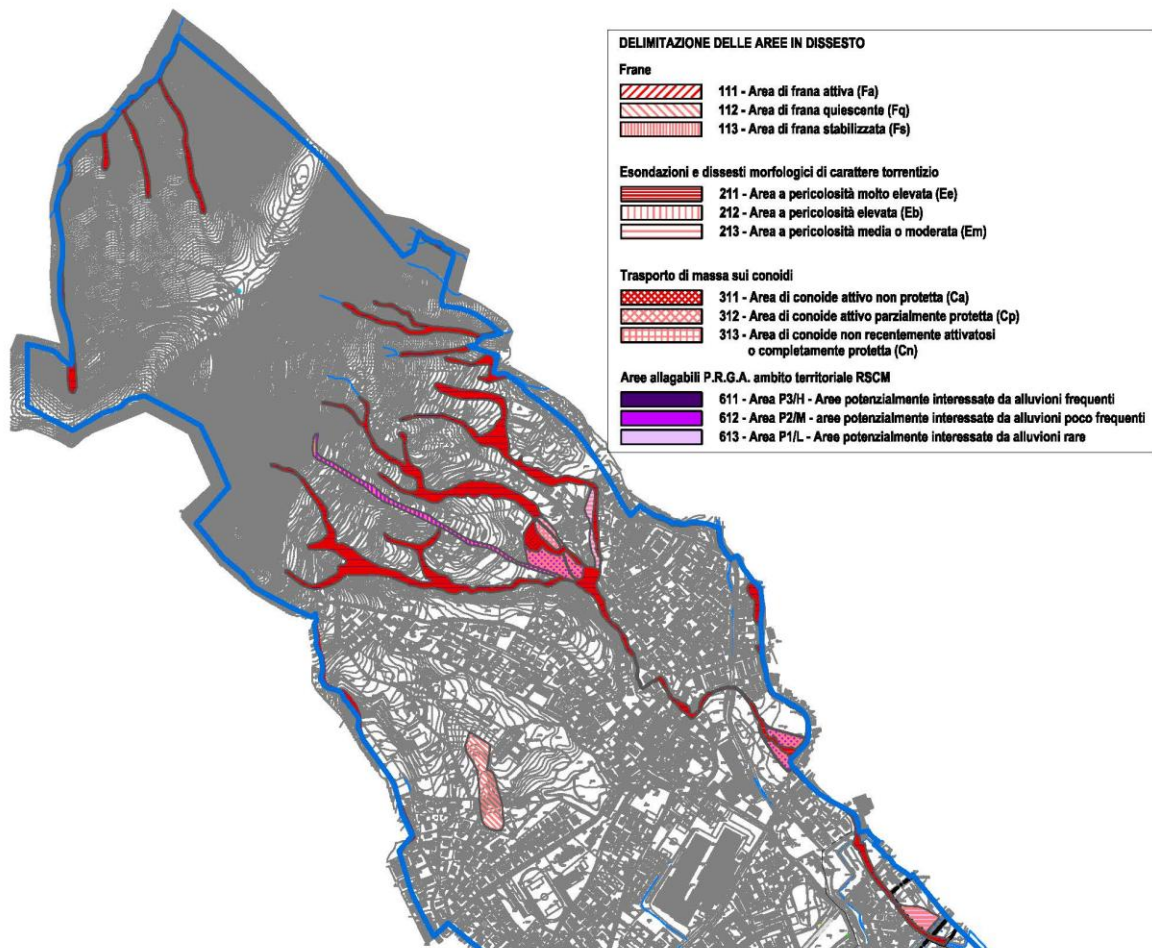 DELIMITAZIONE DELLE AREE IN DISSESTO
Frane
111 - Area di frana attiva (Fa)
112 - Area di frana quiescente (Fq)
113 - Area di frana stabilizzata (Fs)
Esondazioni e dissesti morfologici di carattere torrentizio
211 - Area a pericolosità molto elevata (Ee)
212 - Area a pericolosità elevata (Eb)
213 - Area a pericolosità media o moderata (Em)
Trasporto di massa sui conoidi
311 - Area di conoide attivo non protetta (Ca)
312 - Area di conoide attivo parzialmente protetta (Cp)
313 - Area di conoide non recentemente attivatosi
o completamente protetta (Cn)
Aree allagabili P.R.G.A. ambito territoriale RSCM
611 - Area P3/H - Aree potenzialmente interessate da alluvioni frequenti
612 - Area P2/M - aree potenzialmente interessate da alluvioni poco frequenti
613 - Area P1/L - Aree potenzialmente interessate da alluvioni rare